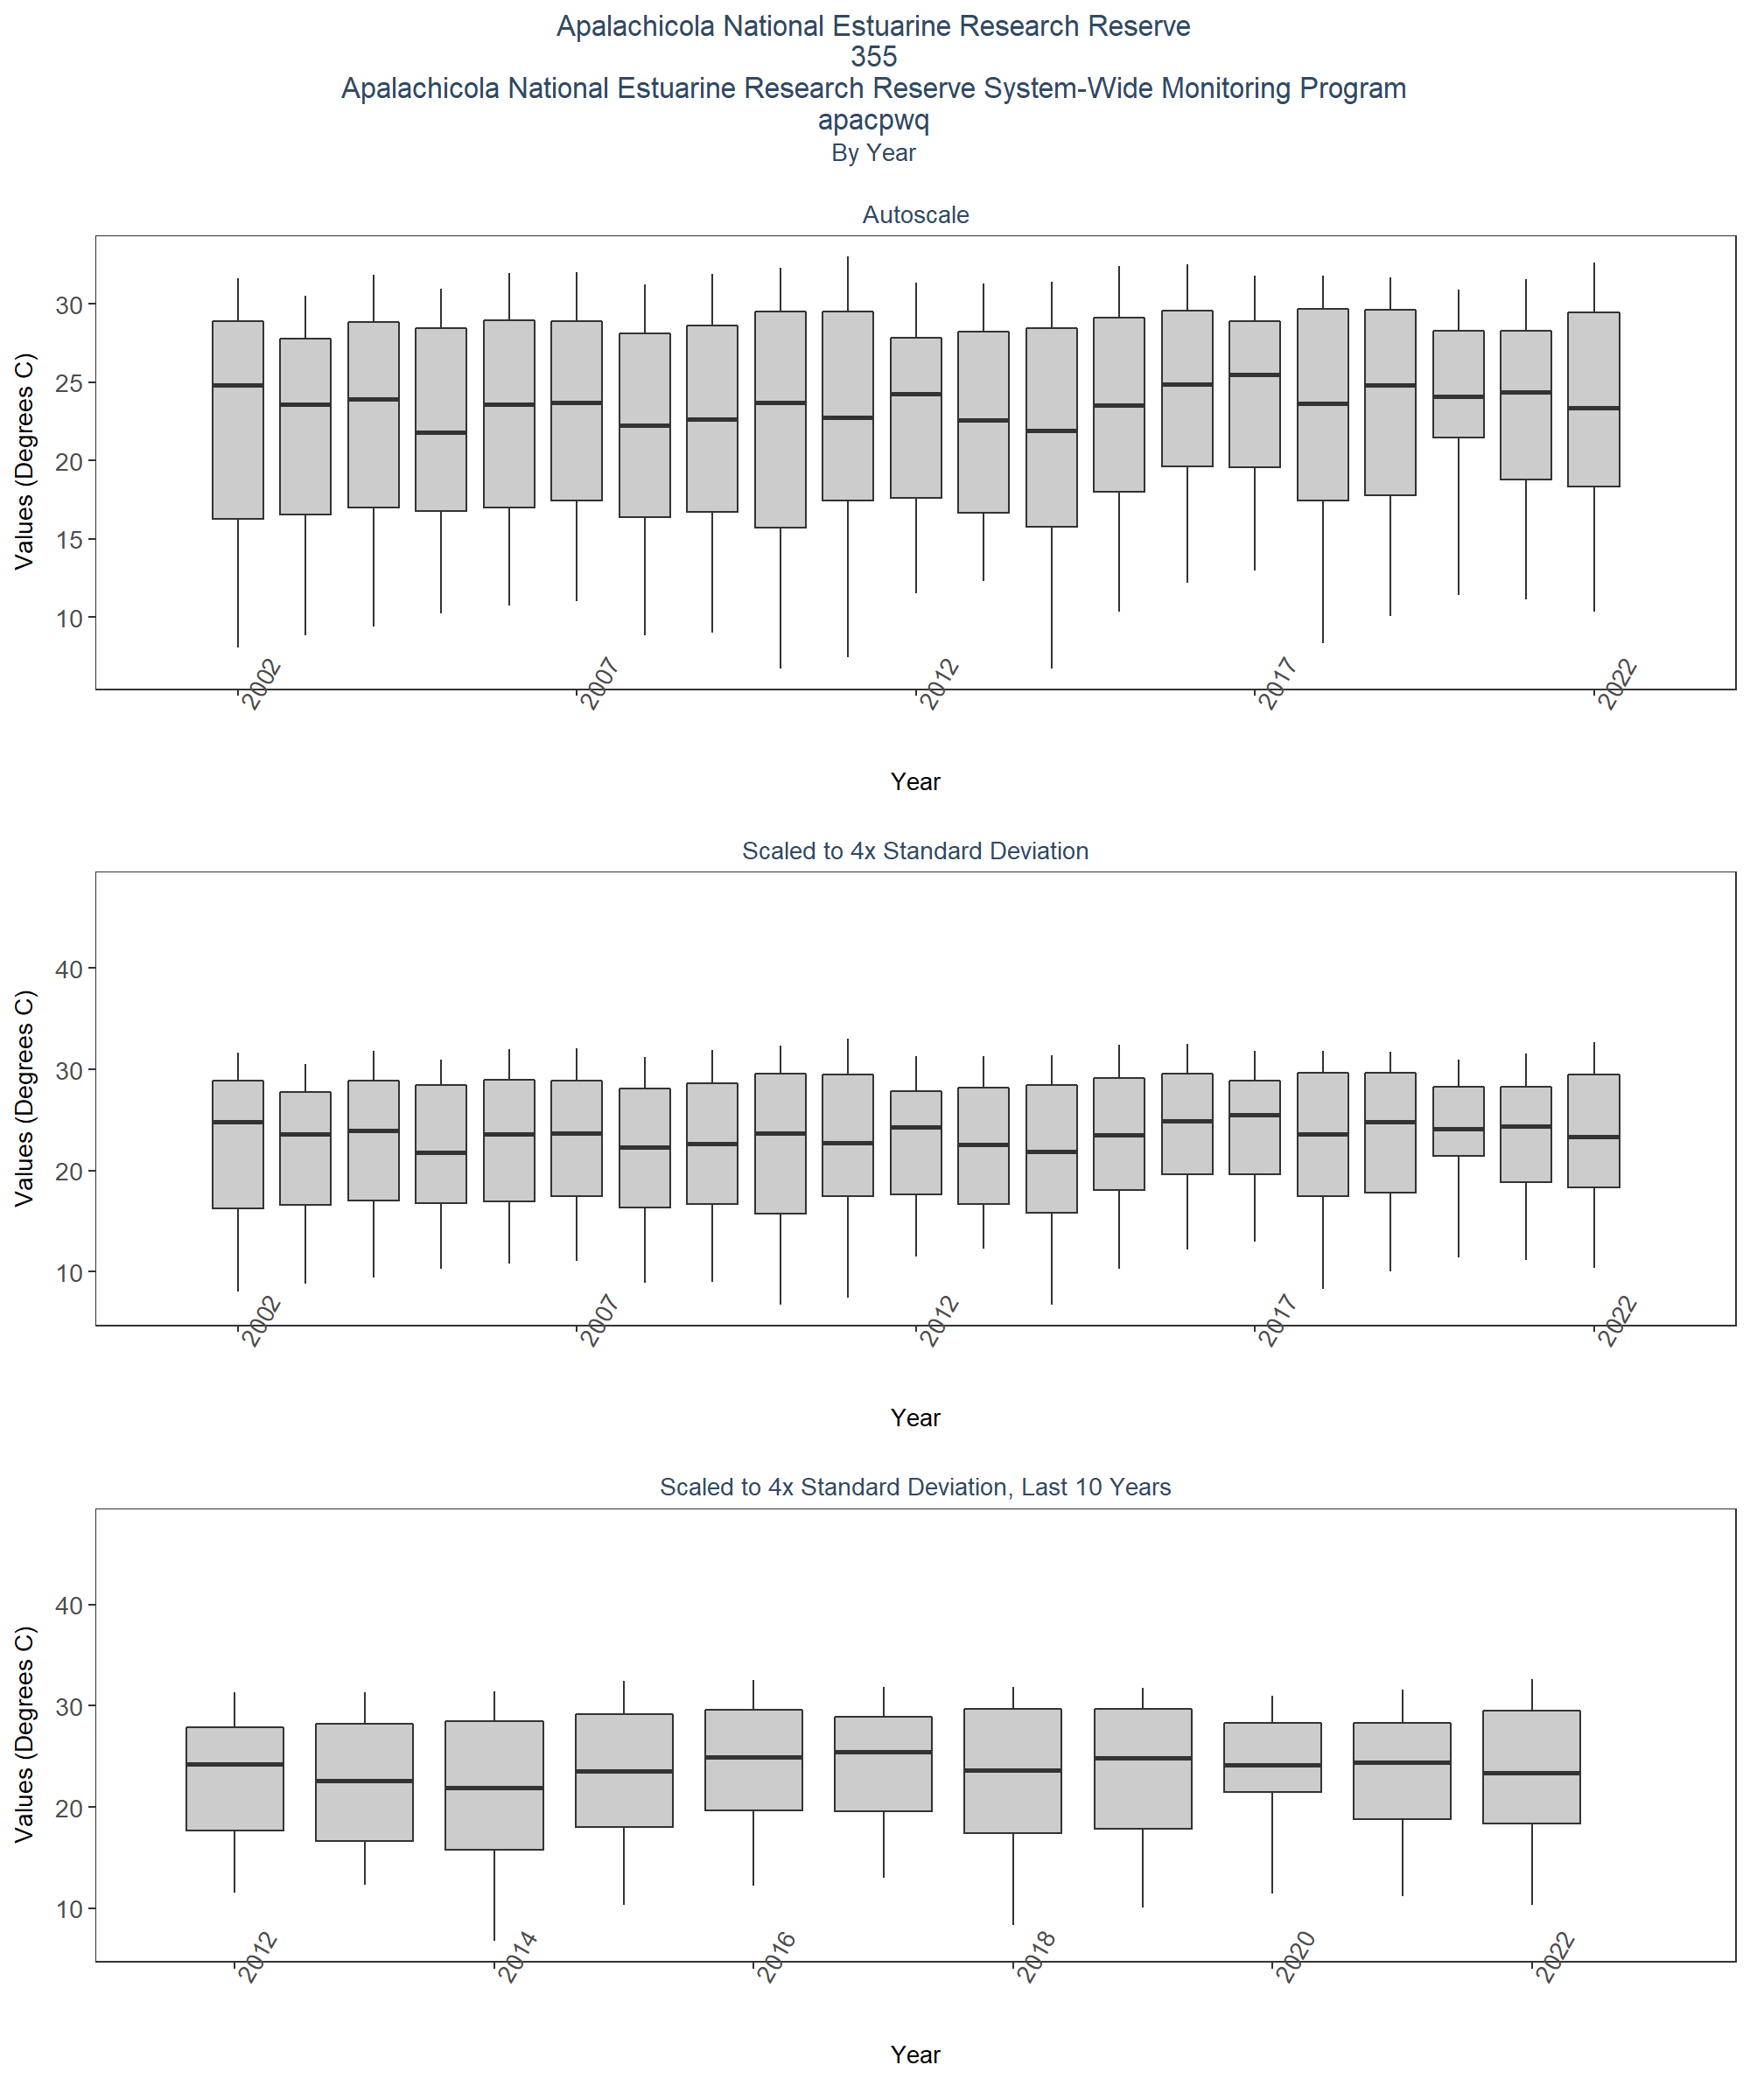 Apalachicola National Estuarine Research Reserve
355
Apalachicola National Estuarine Research Reserve System-Wide Monitoring Program
apacpwq
By Year
Autoscale
Values (Degrees C)
30
25
20
15
10
2002
2007
2012
2017
2022
Year
Scaled to 4x Standard Deviation
Values (Degrees C)
40
30
20
10
2002
2007
2012
2017
2022
Year
Scaled to 4x Standard Deviation, Last 10 Years
Values (Degrees C)
40
30
20
10
2012
2014
2016
2018
2020
2022
Year